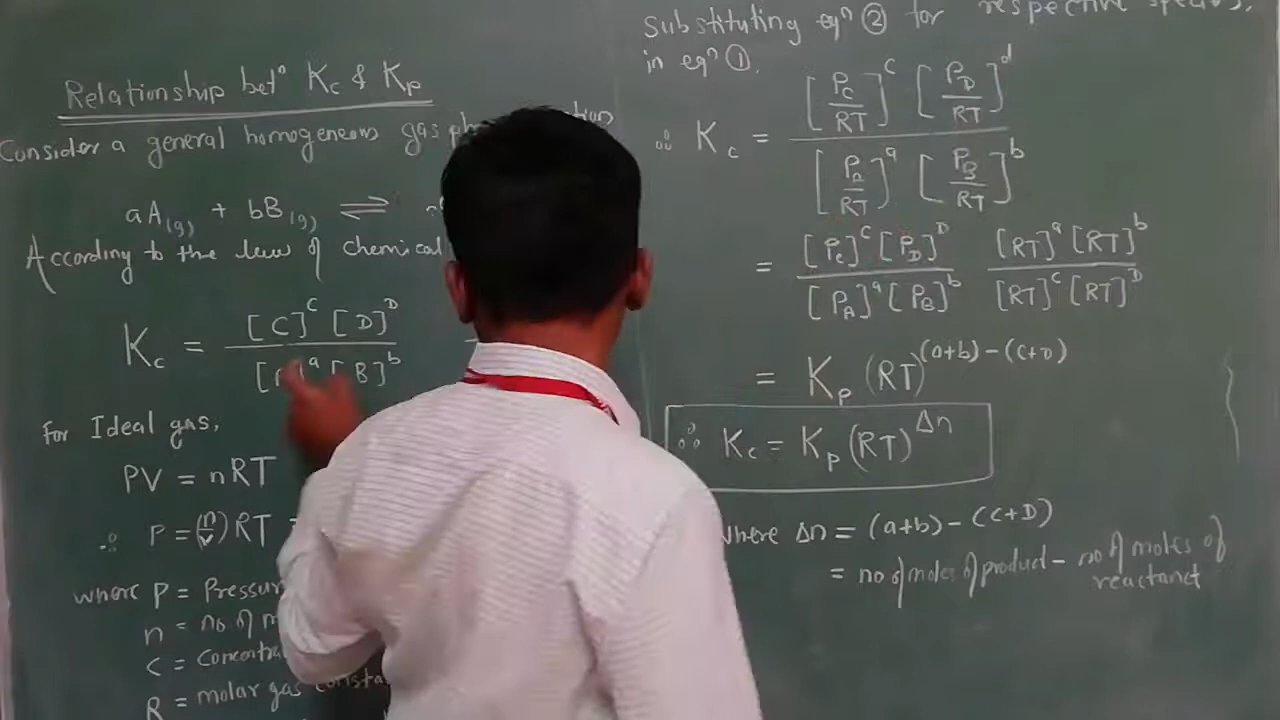 Relationship betⁿ Kc & Kp
Consider a general homogeneous gas
aA(g) + bB(g) ⇌
According to the law of chemical
Kc = [C]^c [D]^D / [A]^a [B]^b
For Ideal gas,
PV = nRT
∴ P = (n/v) RT =
where P = Pressur
n = no of m
C = Concentra
R = molar gas consta
Substituting eqⁿ ② for respective species,
in eqⁿ ①,
∴ Kc = [PC/RT]^c [PD/RT]^d / [PA/RT]^a [PB/RT]^b
= [PC]^c [PD]^D / [PA]^a [PB]^b [RT]^a [RT]^b / [RT]^c [RT]^D
= Kp (RT)^(a+b)-(c+D)
∴ Kc = Kp (RT)^Δn
where Δn = (a+b) - (c+D)
= no of moles of product - no of moles of
reactanct